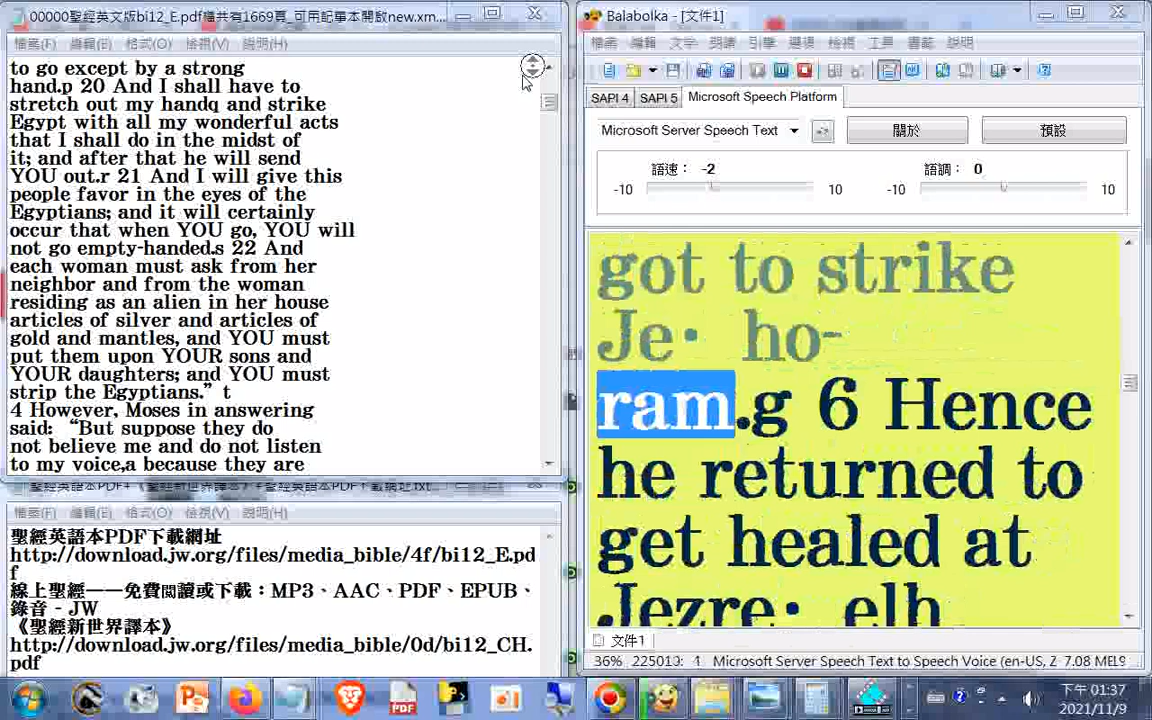 00000聖經英文版bi12_E.pdf檔共有1669頁_可用記事本開啟new.xm...
檔案(F) 編輯(E) 格式(O) 檢視(V) 說明(H)
to go except by a strong
hand.p 20 And I shall have to
stretch out my handq and strike
Egypt with all my wonderful acts
that I shall do in the midst of
it; and after that he will send
YOU out.r 21 And I will give this
people favor in the eyes of the
Egyptians; and it will certainly
occur that when YOU go, YOU will
not go empty-handed.s 22 And
each woman must ask from her
neighbor and from the woman
residing as an alien in her house
articles of silver and articles of
gold and mantles, and YOU must
put them upon YOUR sons and
YOUR daughters; and YOU must
strip the Egyptians.” t
4 However, Moses in answering
said: “But suppose they do
not believe me and do not listen
to my voice,a because they are
檔案(F) 編輯(E) 格式(O) 檢視(V) 說明(H)
聖經英語本PDF下載網址
http://download.jw.org/files/media_bible/4f/bi12_E.pd
f
線上聖經——免費閱讀或下載：MP3、AAC、PDF、EPUB、
錄音 - JW
《聖經新世界譯本》
http://download.jw.org/files/media_bible/0d/bi12_CH.
pdf
Balabolka - [文件1]
檔案 編輯 文字 朗讀 引擎 選項 檢視 工具 書籤 說明
SAPI 4 SAPI 5 Microsoft Speech Platform
Microsoft Server Speech Text 關於 預設
語速： -2 語調： 0
-10 10 -10 10
got to strike
Je· ho-
ram.g 6 Hence
he returned to
get healed at
Jezre· elh
文件1
36% 225013: 4 Microsoft Server Speech Text to Speech Voice (en-US, Z 7.08 MB
下午 01:37
2021/11/9